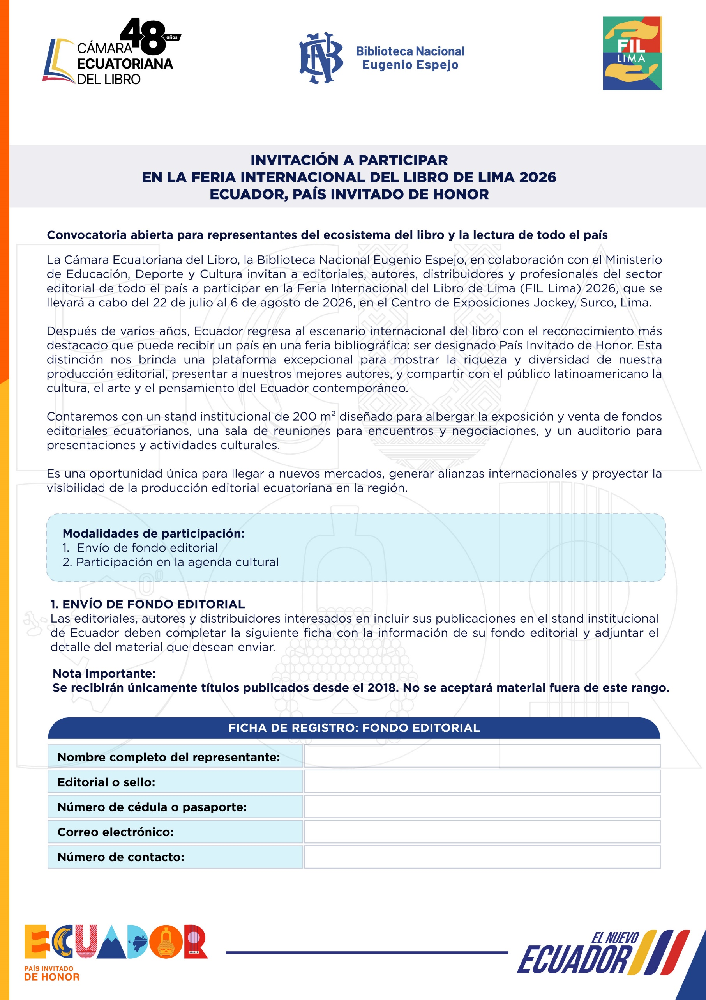 48 años
CÁMARA
ECUATORIANA
DEL LIBRO
Biblioteca Nacional
Eugenio Espejo
FIL
LIMA
INVITACIÓN A PARTICIPAR
EN LA FERIA INTERNACIONAL DEL LIBRO DE LIMA 2026
ECUADOR, PAÍS INVITADO DE HONOR
Convocatoria abierta para representantes del ecosistema del libro y la lectura de todo el país
La Cámara Ecuatoriana del Libro, la Biblioteca Nacional Eugenio Espejo, en colaboración con el Ministerio
de Educación, Deporte y Cultura invitan a editoriales, autores, distribuidores y profesionales del sector
editorial de todo el país a participar en la Feria Internacional del Libro de Lima (FIL Lima) 2026, que se
llevará a cabo del 22 de julio al 6 de agosto de 2026, en el Centro de Exposiciones Jockey, Surco, Lima.
Después de varios años, Ecuador regresa al escenario internacional del libro con el reconocimiento más
destacado que puede recibir un país en una feria bibliográfica: ser designado País Invitado de Honor. Esta
distinción nos brinda una plataforma excepcional para mostrar la riqueza y diversidad de nuestra
producción editorial, presentar a nuestros mejores autores, y compartir con el público latinoamericano la
cultura, el arte y el pensamiento del Ecuador contemporáneo.
Contaremos con un stand institucional de 200 m² diseñado para albergar la exposición y venta de fondos
editoriales ecuatorianos, una sala de reuniones para encuentros y negociaciones, y un auditorio para
presentaciones y actividades culturales.
Es una oportunidad única para llegar a nuevos mercados, generar alianzas internacionales y proyectar la
visibilidad de la producción editorial ecuatoriana en la región.
Modalidades de participación:
1. Envío de fondo editorial
2. Participación en la agenda cultural
1. ENVÍO DE FONDO EDITORIAL
Las editoriales, autores y distribuidores interesados en incluir sus publicaciones en el stand institucional
de Ecuador deben completar la siguiente ficha con la información de su fondo editorial y adjuntar el
detalle del material que desean enviar.
Nota importante:
Se recibirán únicamente títulos publicados desde el 2018. No se aceptará material fuera de este rango.
FICHA DE REGISTRO: FONDO EDITORIAL
Nombre completo del representante:
Editorial o sello:
Número de cédula o pasaporte:
Correo electrónico:
Número de contacto:
ECUADOR
PAÍS INVITADO
DE HONOR
EL NUEVO
ECUADOR